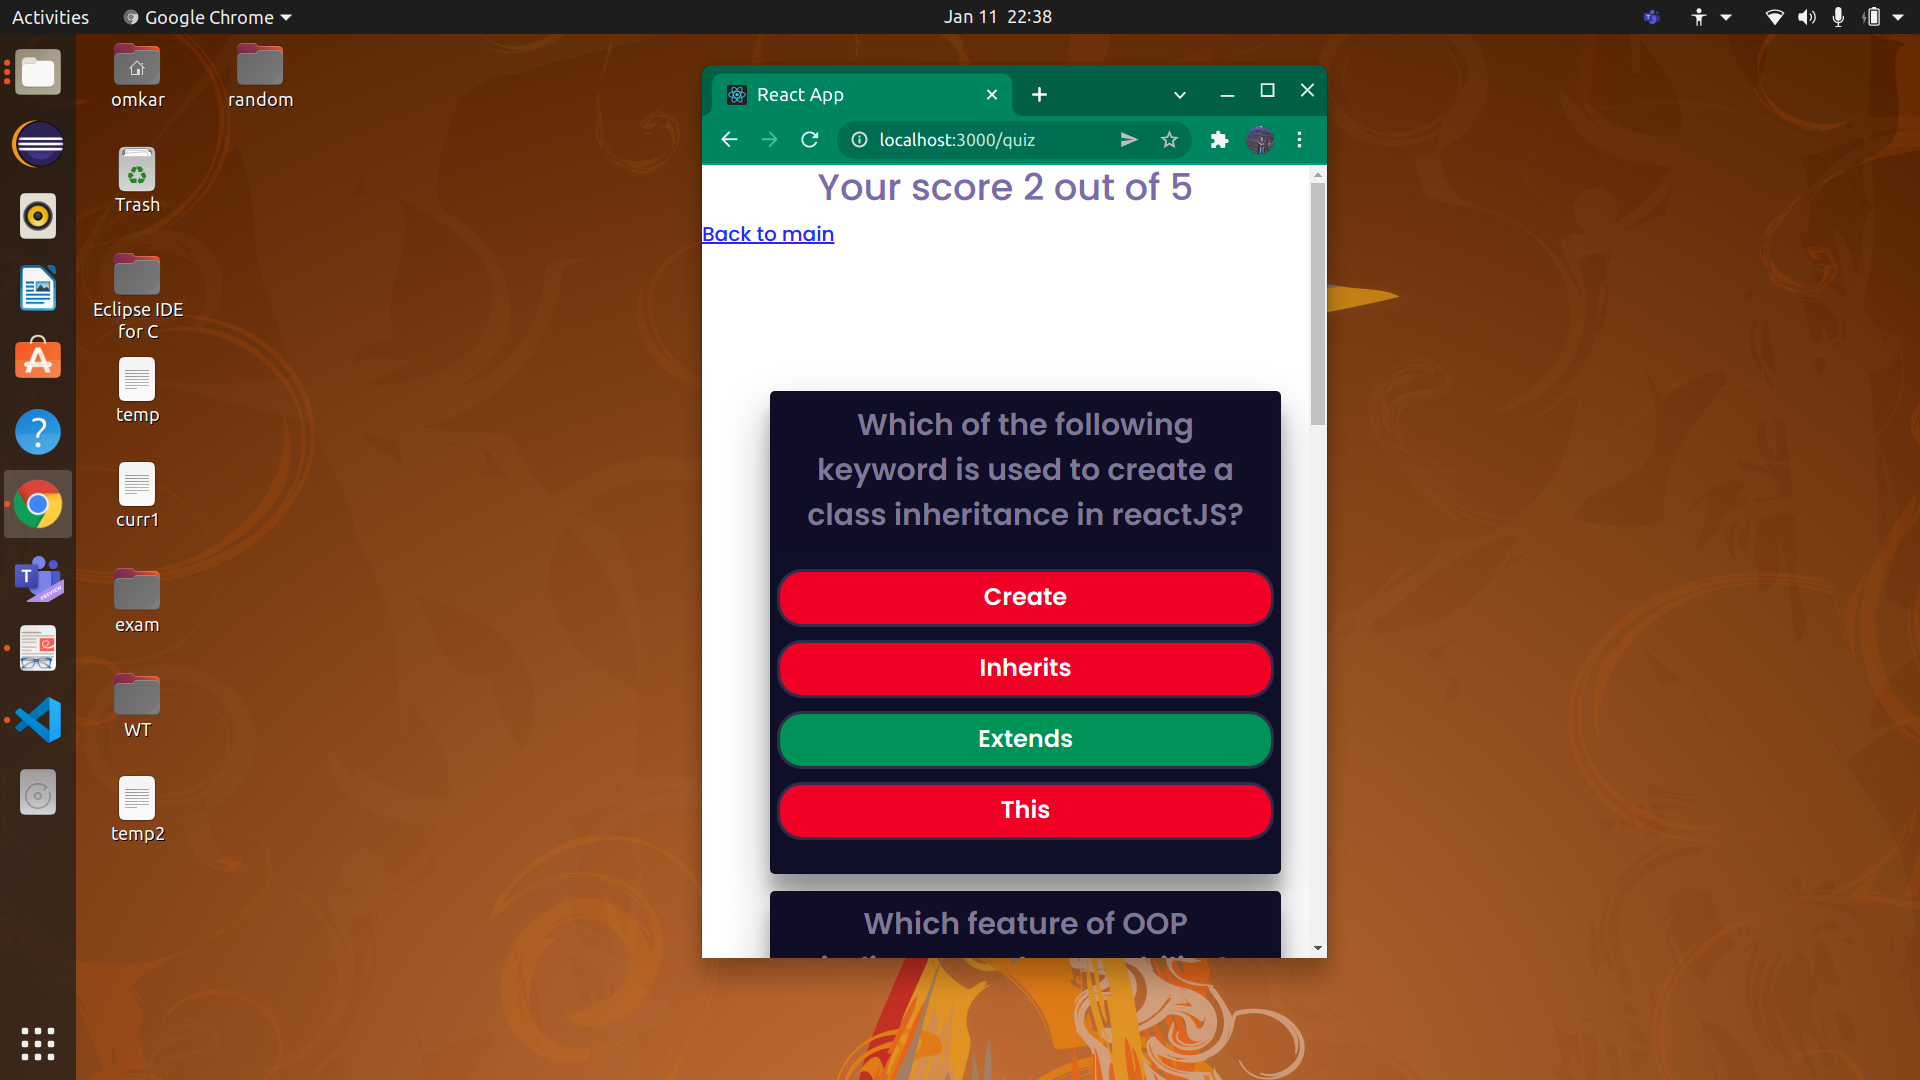 Activities
Google Chrome
Jan 11 22:38
omkar
random
Trash
Eclipse IDE
for C
temp
curr1
exam
WT
temp2
T
PREVIEW
React App
localhost:3000/quiz
Your score 2 out of 5
Back to main
Which of the following
keyword is used to create a
class inheritance in reactJS?
Create
Inherits
Extends
This
Which feature of OOP